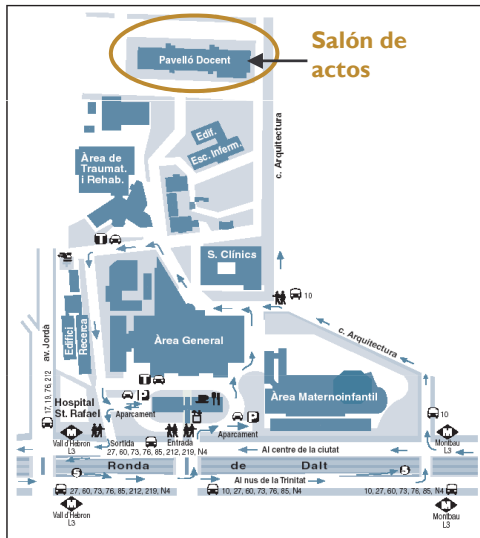 Salón de
actos
Pavelló Docent
c. Arquitectura
Edif.
Esc. Inferm.
Àrea de
Traumat.
i Rehab.
T
S. Clínics
10
av. Jordà
Edifici
Recerca
Àrea General
c. Arquitectura
17, 19, 76, 212
T
P
Àrea Maternoinfantil
Hospital
St. Rafael
Aparcament
P
Aparcament
10
M
Vall d'Hebron
L3
Sortida
Entrada
27, 60, 73, 76, 85, 212, 219, N4
Al centre de la ciutat
M
Montbau
L3
Ronda de Dalt
S
Al nus de la Trinitat
S
M
Vall d'Hebron
L3
27, 60, 73, 76, 85, 212, 219, N4
10, 27, 60, 73, 76, 85, N4
10, 27, 60, 73, 76, 85, N4
M
Montbau
L3